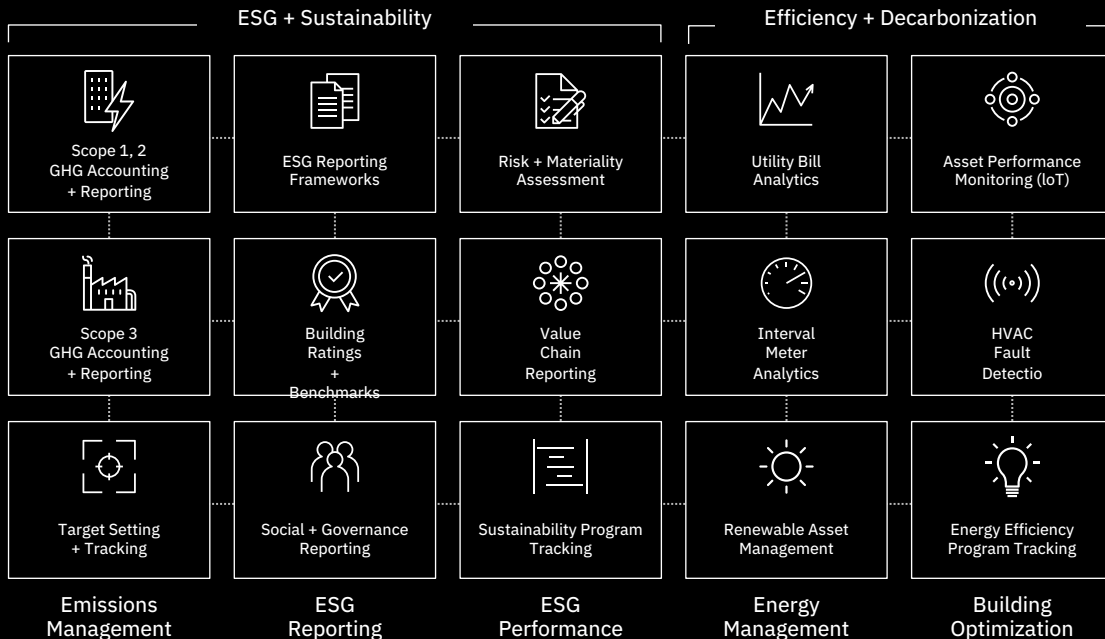 ESG + Sustainability
Efficiency + Decarbonization
Scope 1, 2
GHG Accounting
+ Reporting
ESG Reporting
Frameworks
Risk + Materiality
Assessment
Utility Bill
Analytics
Asset Performance
Monitoring (IoT)
Scope 3
GHG Accounting
+ Reporting
Building
Ratings
+
Benchmarks
Value
Chain
Reporting
Interval
Meter
Analytics
HVAC
Fault
Detectio
Target Setting
+ Tracking
Social + Governance
Reporting
Sustainability Program
Tracking
Renewable Asset
Management
Energy Efficiency
Program Tracking
Emissions
Management
ESG
Reporting
ESG
Performance
Energy
Management
Building
Optimization